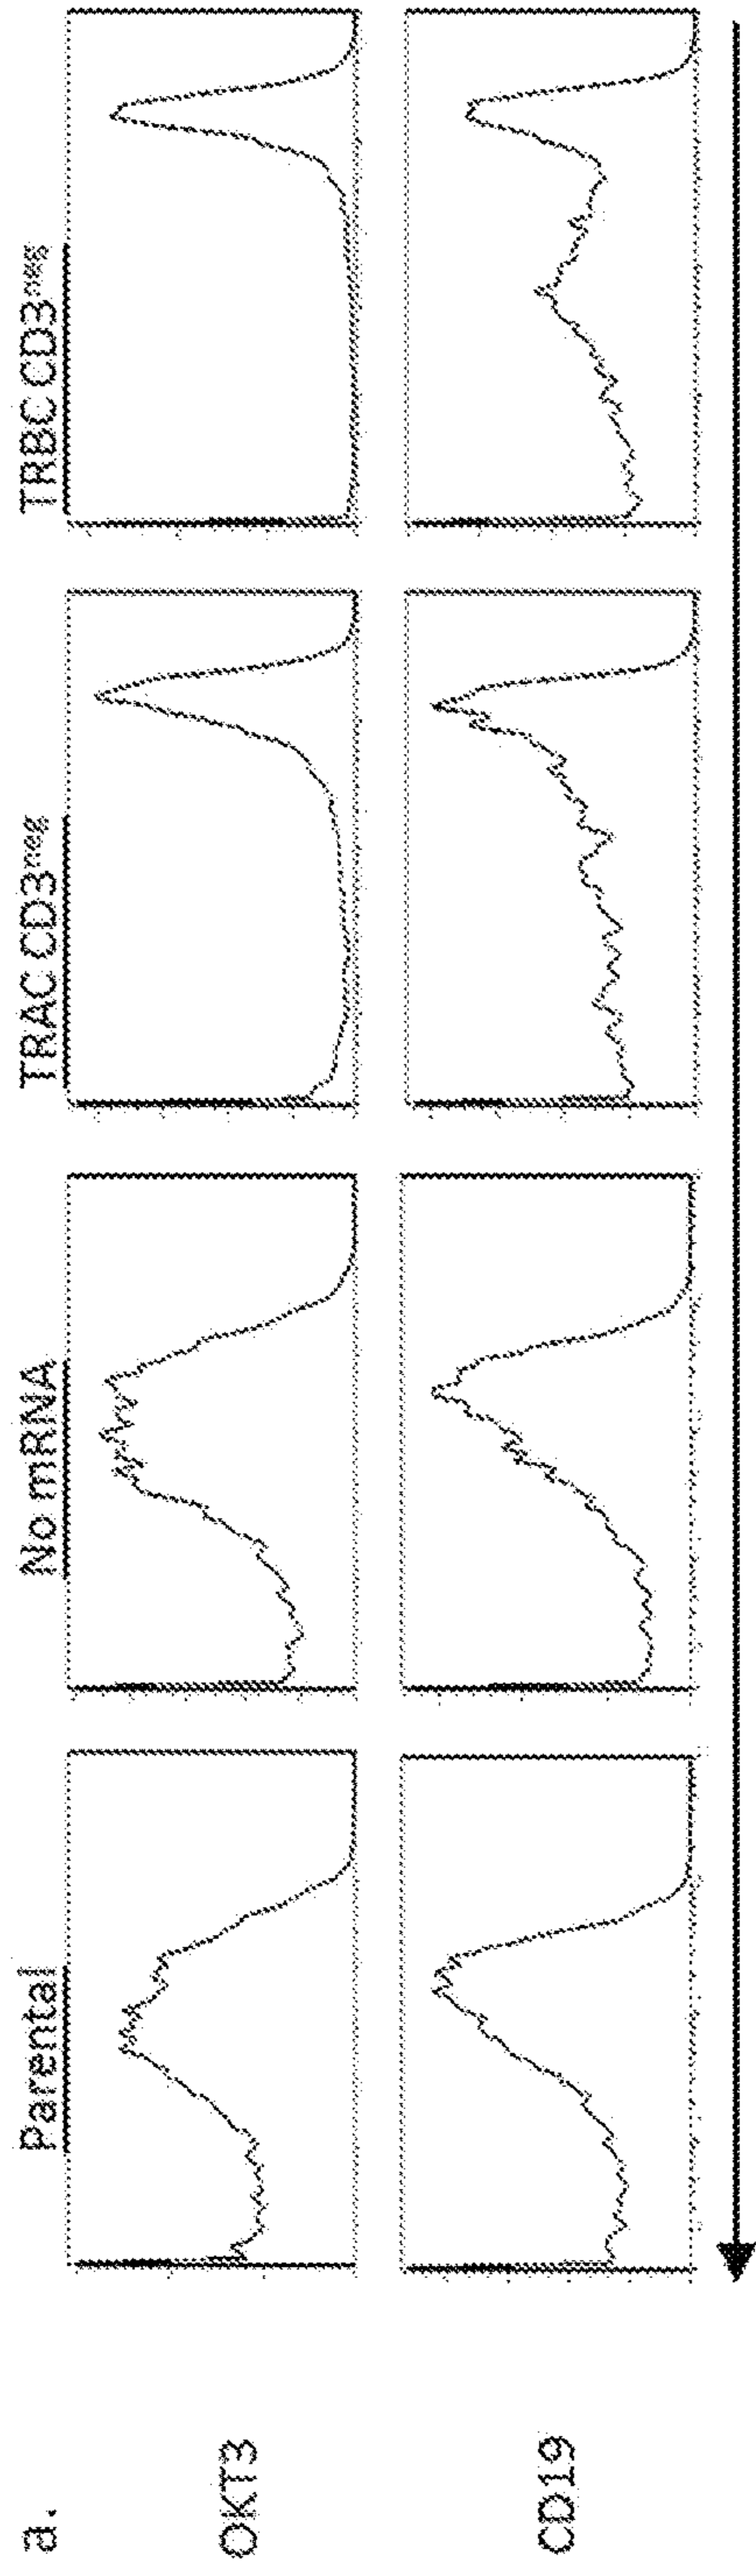 a.
Parental No mRNA TRAC CD3neg TRBC CD3neg
OKT3
CD19